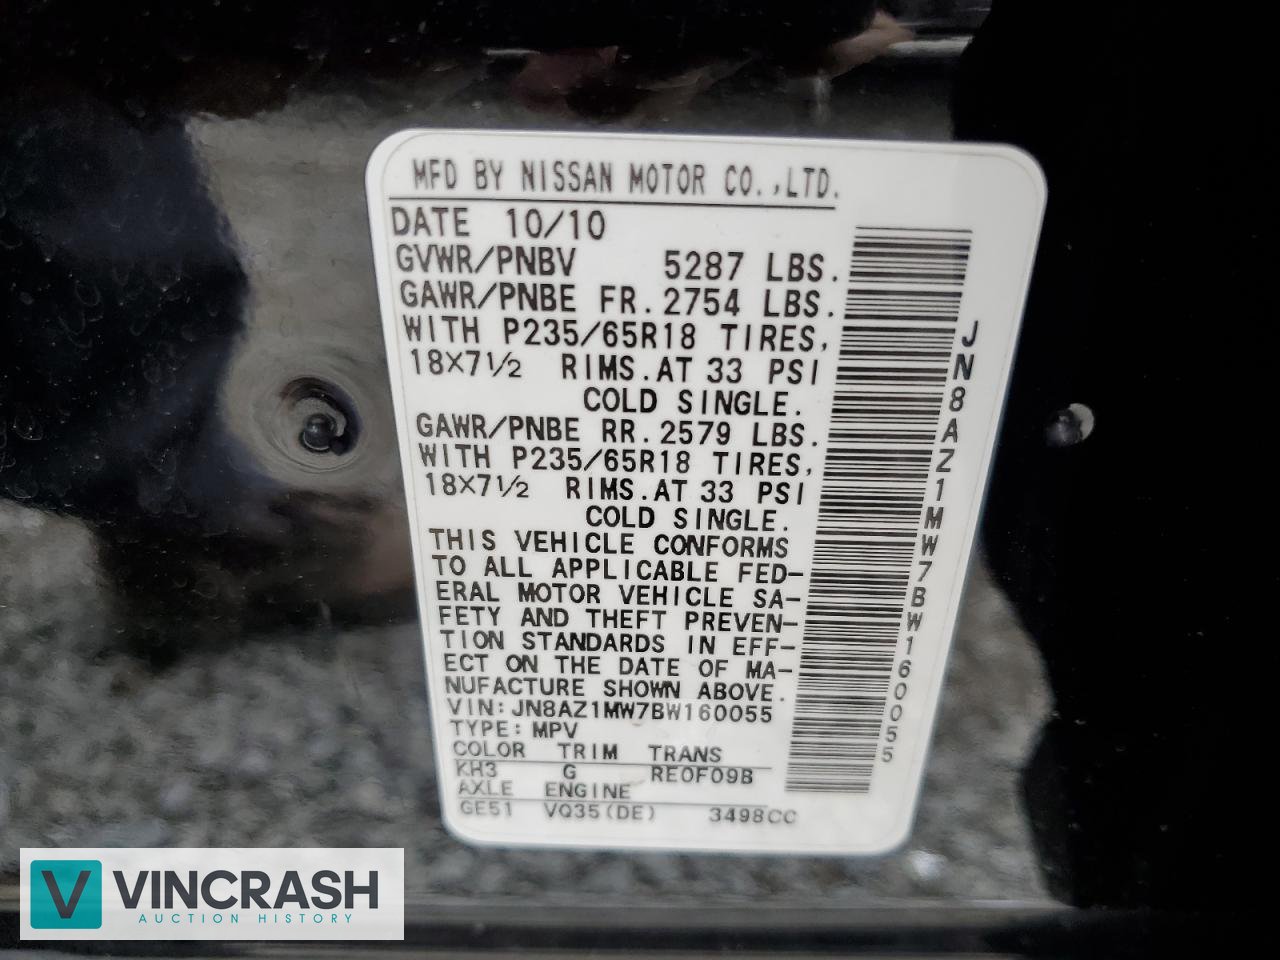 MFD BY NISSAN MOTOR CO.,LTD.
DATE 10/10
GVWR/PNBV 5287 LBS.
GAWR/PNBE FR. 2754 LBS.
WITH P235/65R18 TIRES,
18X7½ RIMS.AT 33 PSI
COLD SINGLE.
GAWR/PNBE RR. 2579 LBS.
WITH P235/65R18 TIRES,
18X7½ RIMS.AT 33 PSI
COLD SINGLE.
THIS VEHICLE CONFORMS
TO ALL APPLICABLE FED-
ERAL MOTOR VEHICLE SA-
FETY AND THEFT PREVEN-
TION STANDARDS IN EFF-
ECT ON THE DATE OF MA-
NUFACTURE SHOWN ABOVE.
VIN: JN8AZ1MW7BW160055
TYPE: MPV
COLOR TRIM TRANS
KH3 G RE0F09B
AXLE ENGINE
GE51 VQ35(DE) 3498CC
JN8AZ1MW7BW160055
V VINCRASH
AUCTION HISTORY